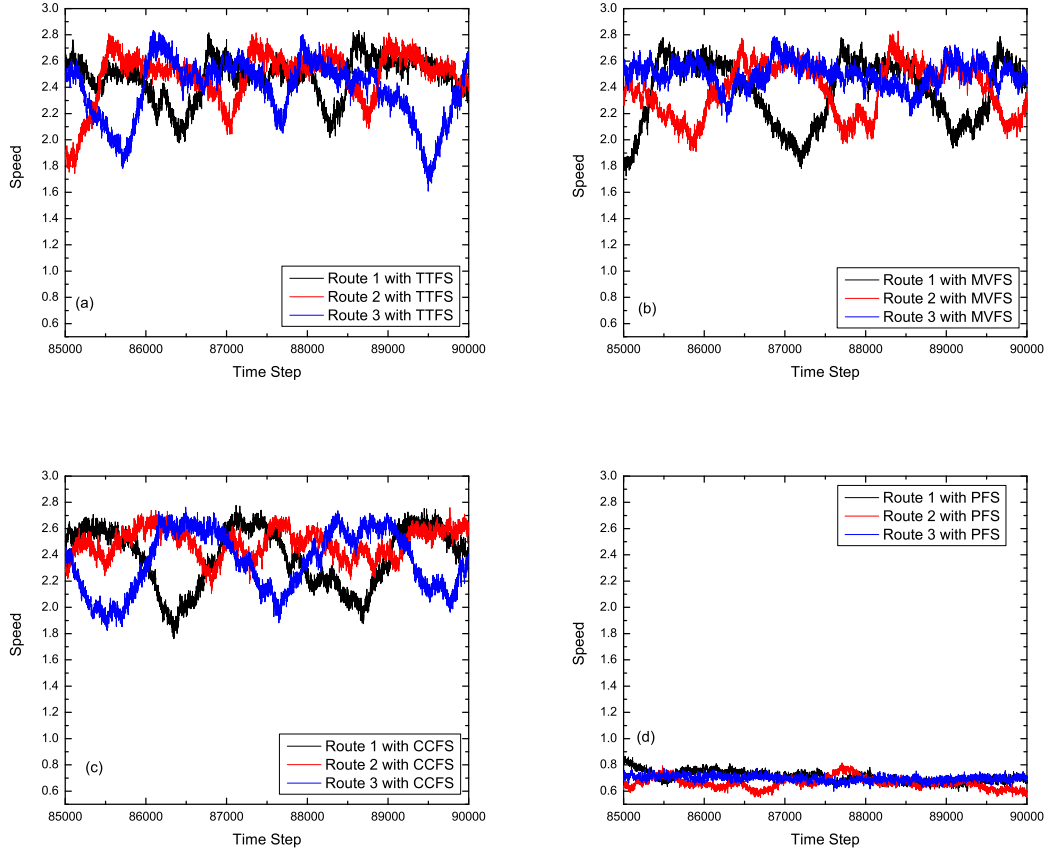 3.0
2.8
2.6
2.4
2.2
2.0
1.8
1.6
1.4
1.2
1.0
0.8
0.6
Speed
(a)
Route 1 with TTFS
Route 2 with TTFS
Route 3 with TTFS
85000 86000 87000 88000 89000 90000
Time Step
3.0
2.8
2.6
2.4
2.2
2.0
1.8
1.6
1.4
1.2
1.0
0.8
0.6
Speed
(b)
Route 1 with MVFS
Route 2 with MVFS
Route 3 with MVFS
85000 86000 87000 88000 89000 90000
Time Step
3.0
2.8
2.6
2.4
2.2
2.0
1.8
1.6
1.4
1.2
1.0
0.8
0.6
Speed
(c)
Route 1 with CCFS
Route 2 with CCFS
Route 3 with CCFS
85000 86000 87000 88000 89000 90000
Time Step
3.0
2.8
2.6
2.4
2.2
2.0
1.8
1.6
1.4
1.2
1.0
0.8
0.6
Speed
Route 1 with PFS
Route 2 with PFS
Route 3 with PFS
(d)
85000 86000 87000 88000 89000 90000
Time Step